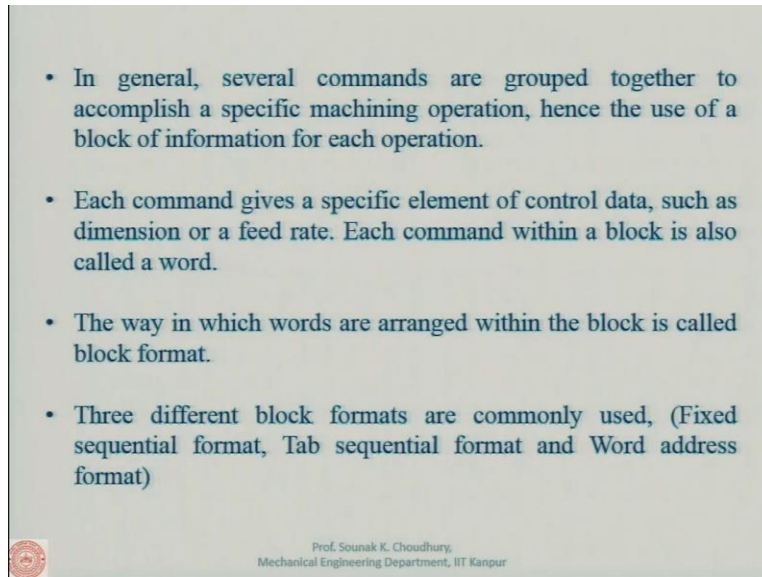 • In general, several commands are grouped together to
accomplish a specific machining operation, hence the use of a
block of information for each operation.
• Each command gives a specific element of control data, such as
dimension or a feed rate. Each command within a block is also
called a word.
• The way in which words are arranged within the block is called
block format.
• Three different block formats are commonly used, (Fixed
sequential format, Tab sequential format and Word address
format)
Prof. Sounak K. Choudhury,
Mechanical Engineering Department, IIT Kanpur